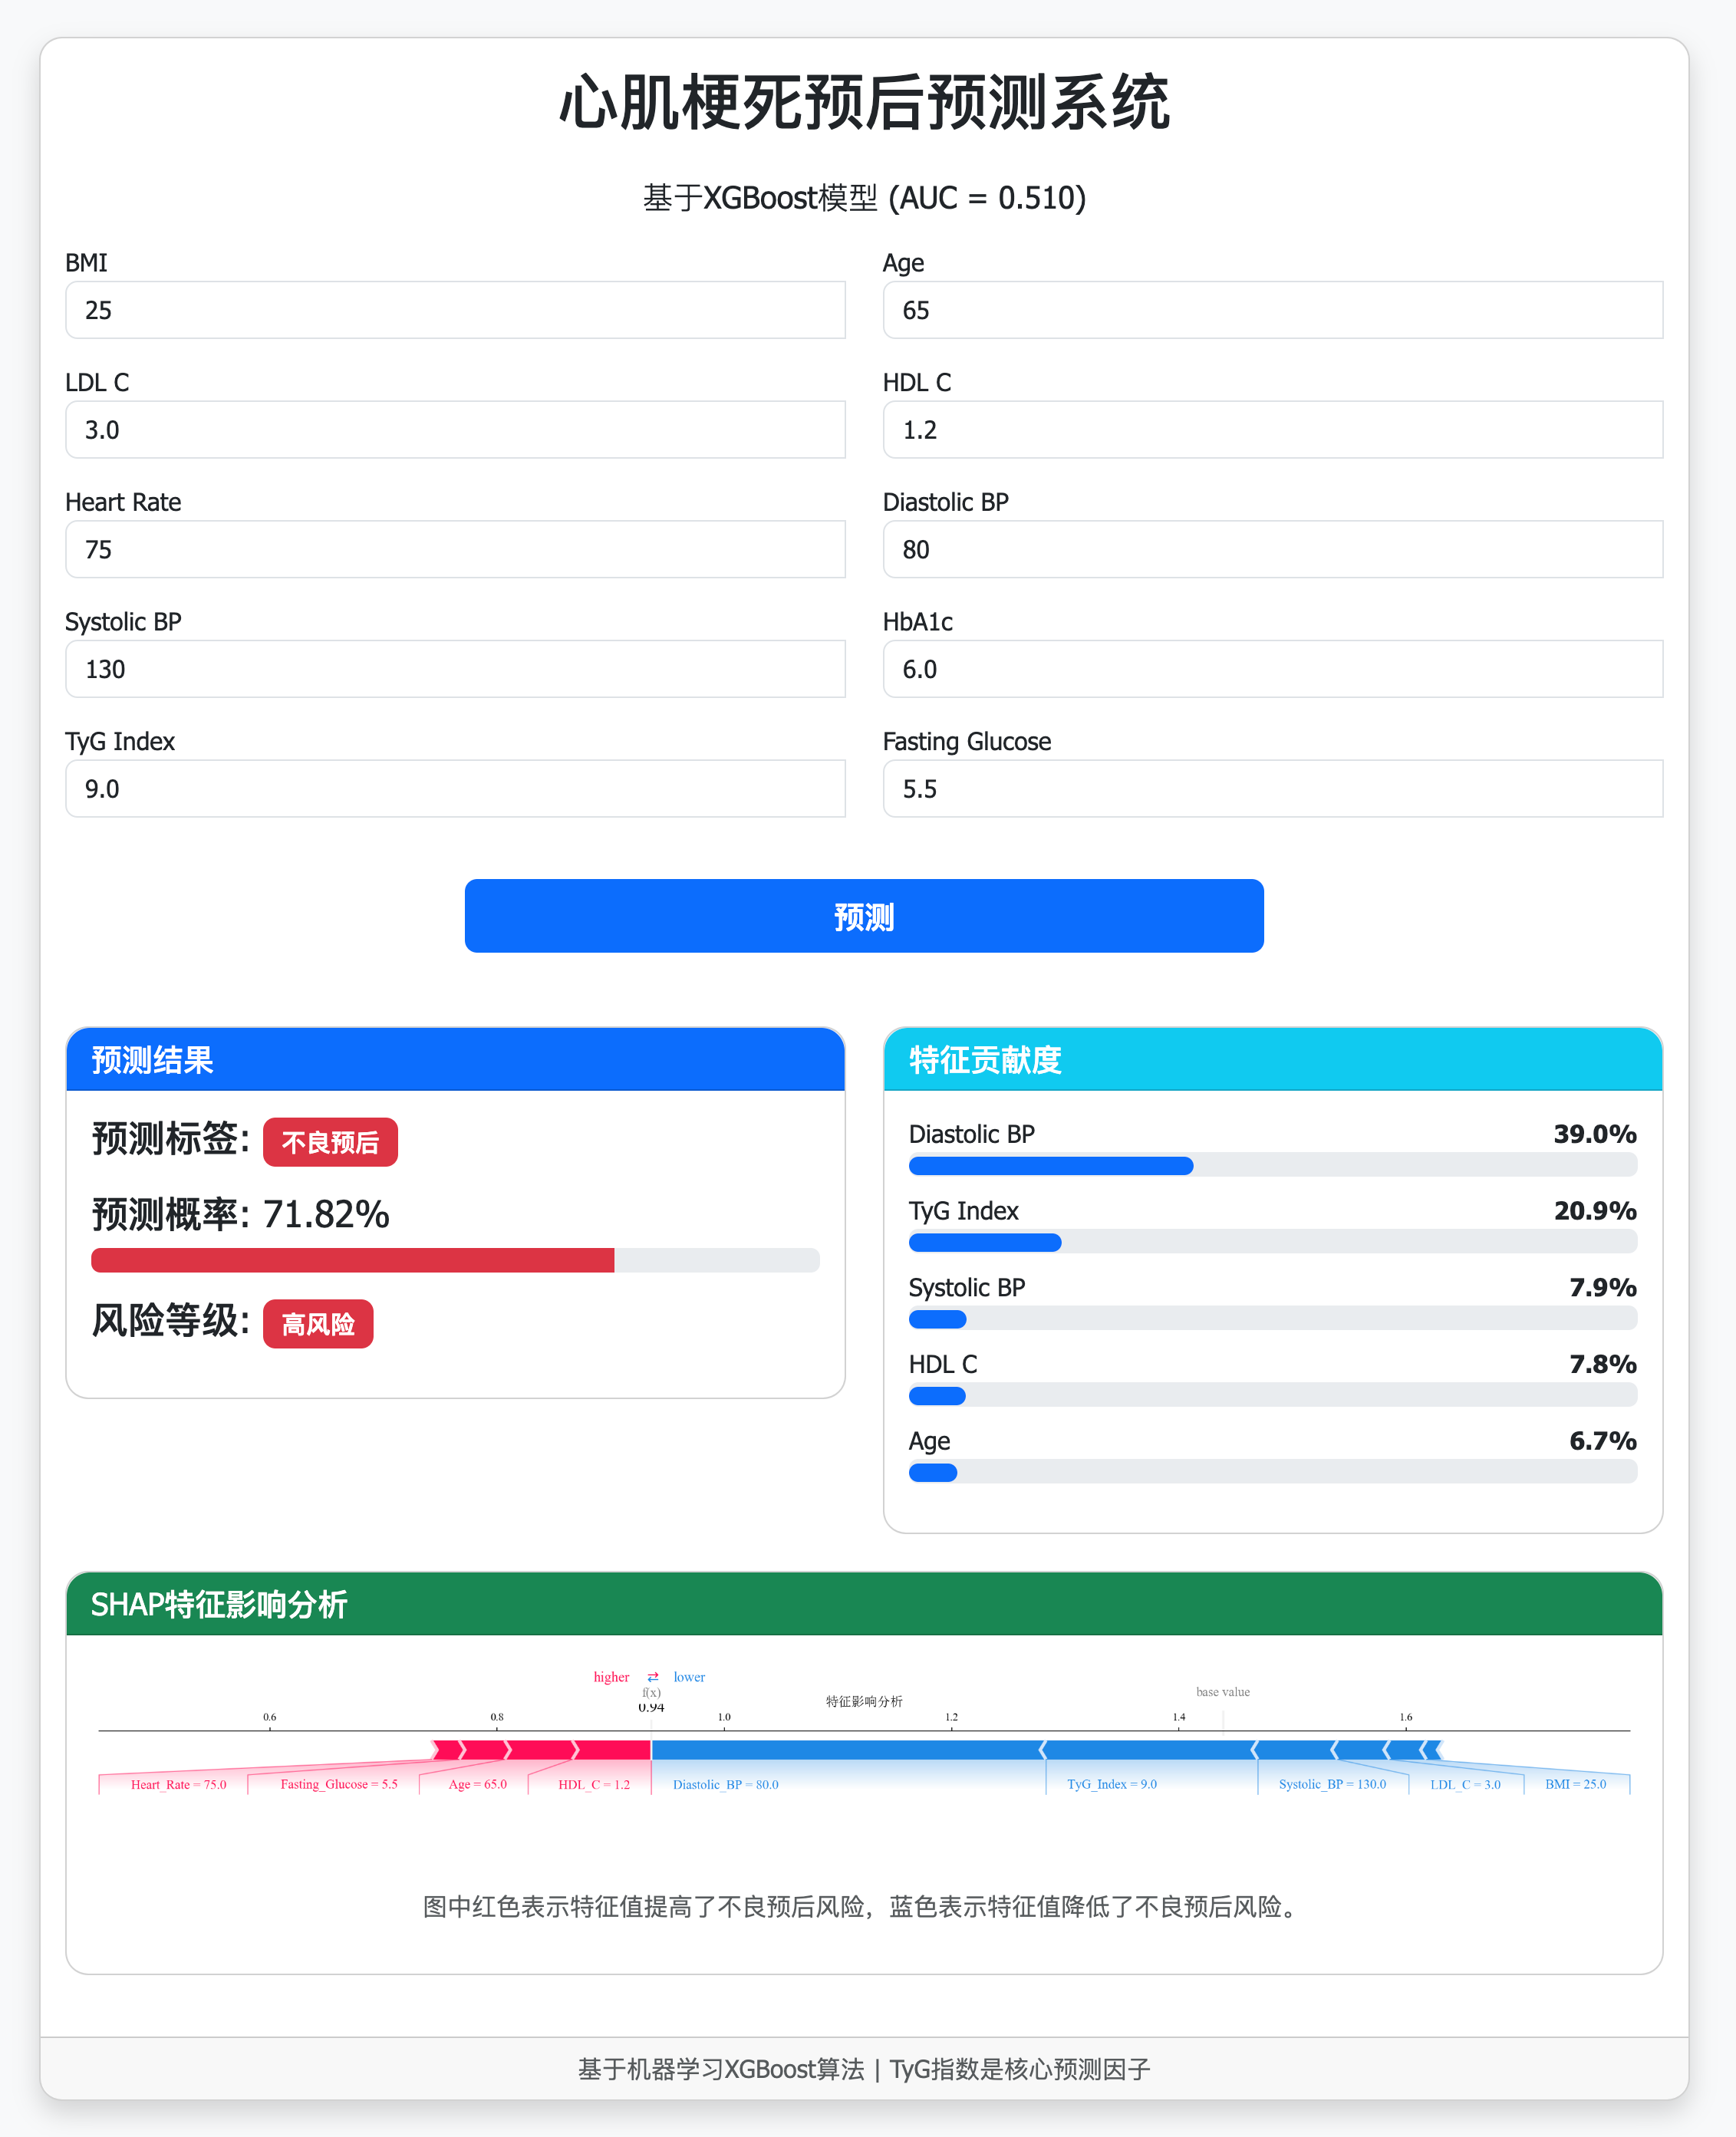 心肌梗死预后预测系统
基于XGBoost模型 (AUC = 0.510)
BMI
25
Age
65
LDL C
3.0
HDL C
1.2
Heart Rate
75
Diastolic BP
80
Systolic BP
130
HbA1c
6.0
TyG Index
9.0
Fasting Glucose
5.5
预测
预测结果
预测标签: 不良预后
预测概率: 71.82%
风险等级: 高风险
特征贡献度
Diastolic BP 39.0%
TyG Index 20.9%
Systolic BP 7.9%
HDL C 7.8%
Age 6.7%
SHAP特征影响分析
higher ⇄ lower
f(x)
base value
特征影响分析
0.94
0.6 0.8 1.0 1.2 1.4 1.6
Heart_Rate = 75.0 Fasting_Glucose = 5.5 Age = 65.0 HDL_C = 1.2 Diastolic_BP = 80.0 TyG_Index = 9.0 Systolic_BP = 130.0 LDL_C = 3.0 BMI = 25.0
图中红色表示特征值提高了不良预后风险，蓝色表示特征值降低了不良预后风险。
基于机器学习XGBoost算法 | TyG指数是核心预测因子